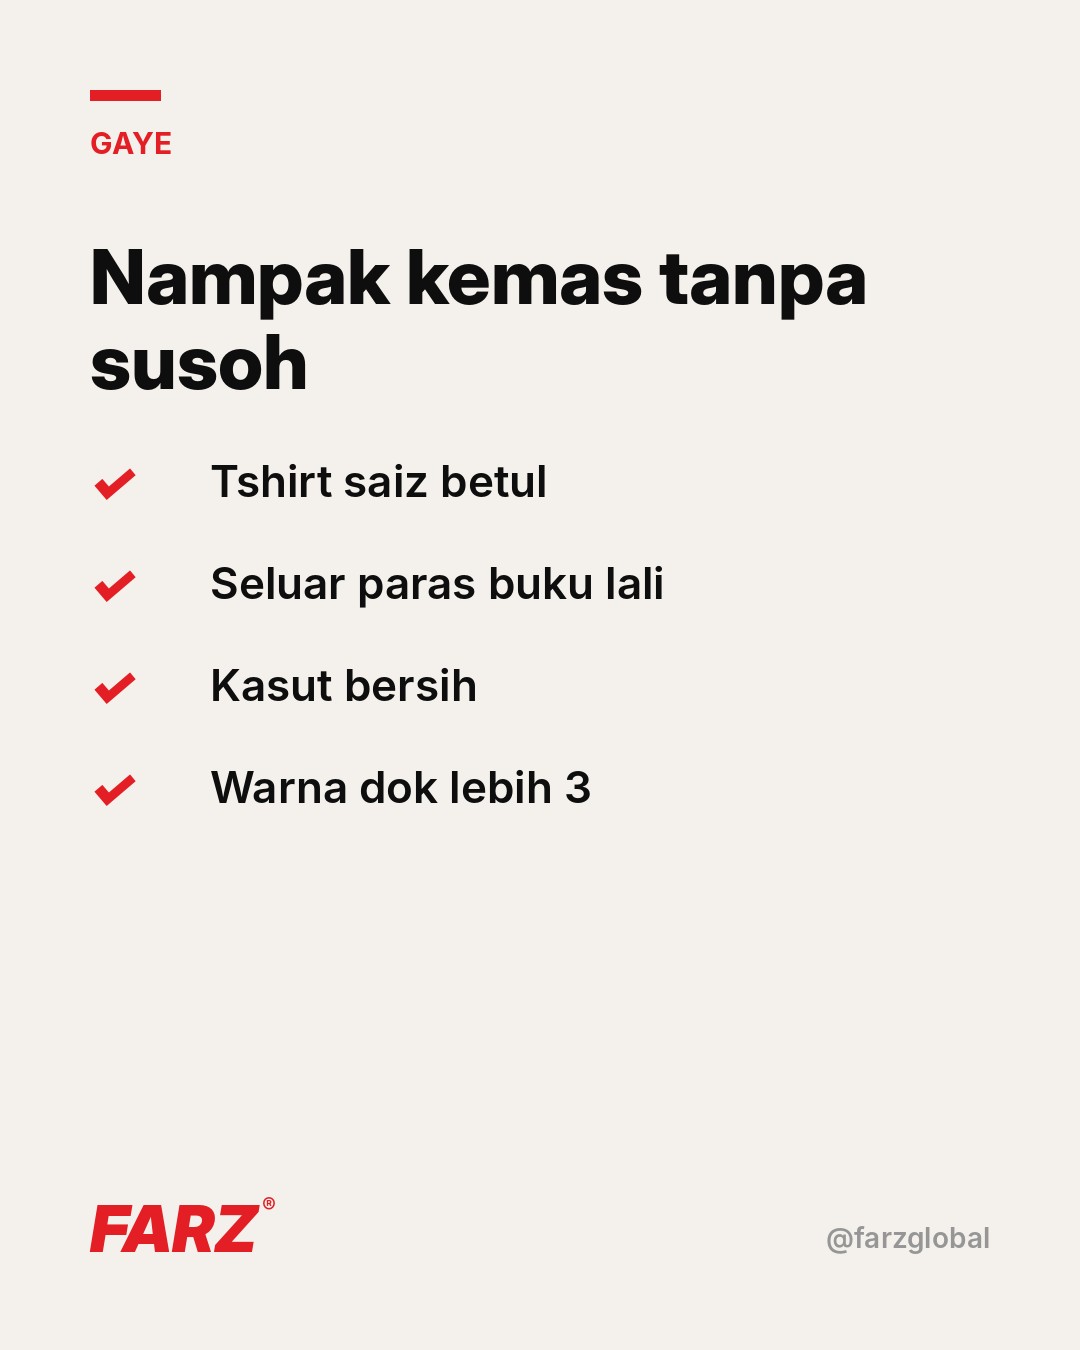 GAYE
Nampak kemas tanpa
susoh
Tshirt saiz betul
Seluar paras buku lali
Kasut bersih
Warna dok lebih 3
FARZ®
@farzglobal